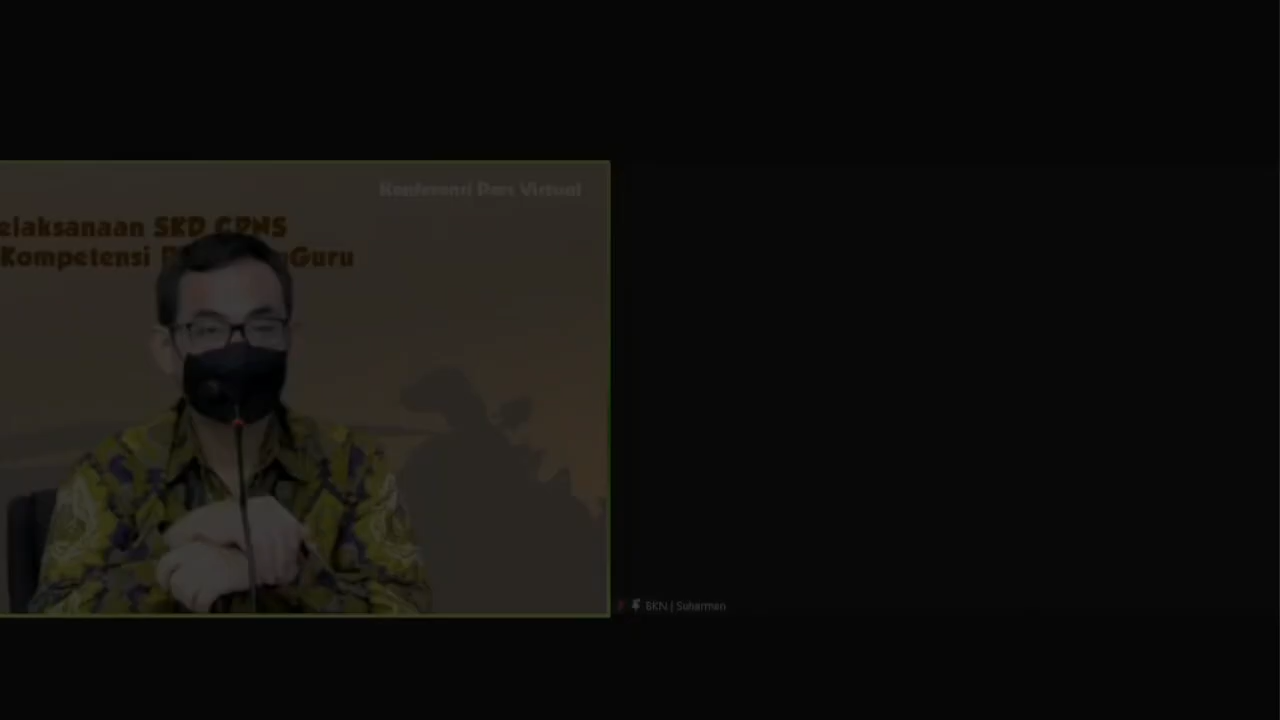 Konferensi Pers Virtual
elaksanaan SKD CPNS
Kompetensi
Guru
BKN | Suharmen